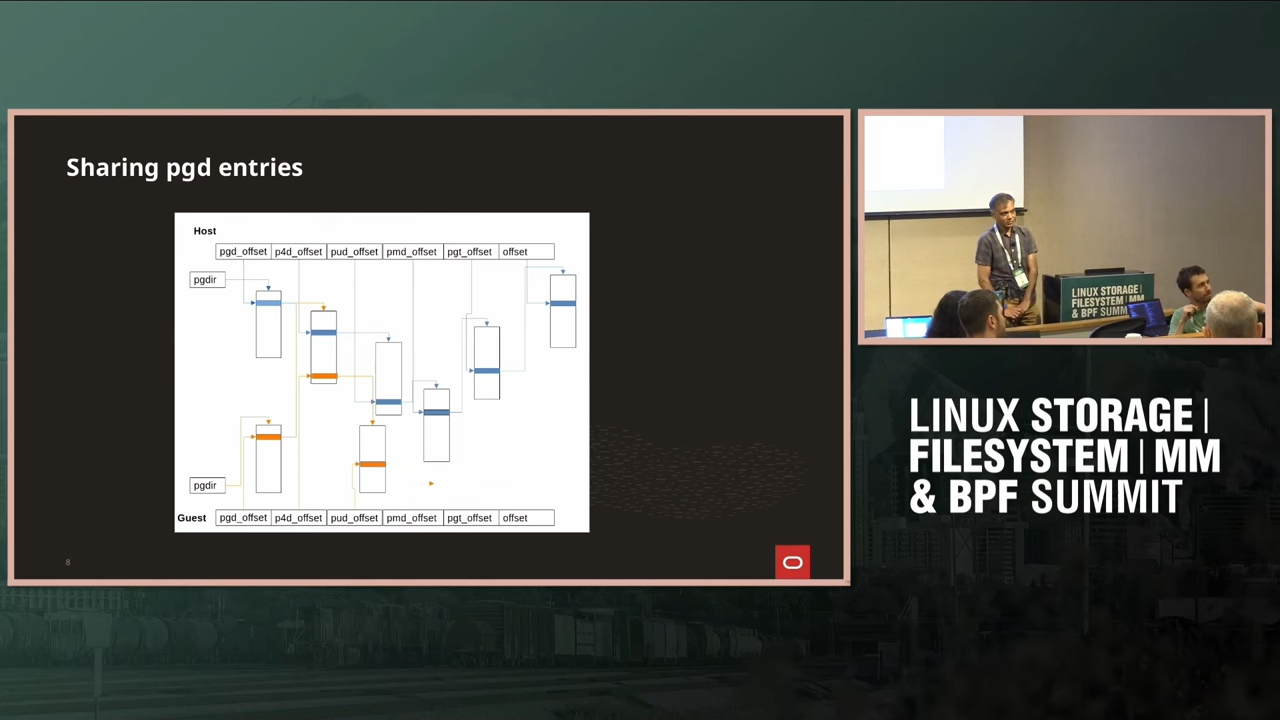 Sharing pgd entries
Host
pgd_offset p4d_offset pud_offset pmd_offset pgt_offset offset
pgdir
pgdir
Guest pgd_offset p4d_offset pud_offset pmd_offset pgt_offset offset
8
LINUX STORAGE |
FILESYSTEM | MM
& BPF SUMMIT
LINUX STORAGE |
FILESYSTEM | MM
& BPF SUMMIT